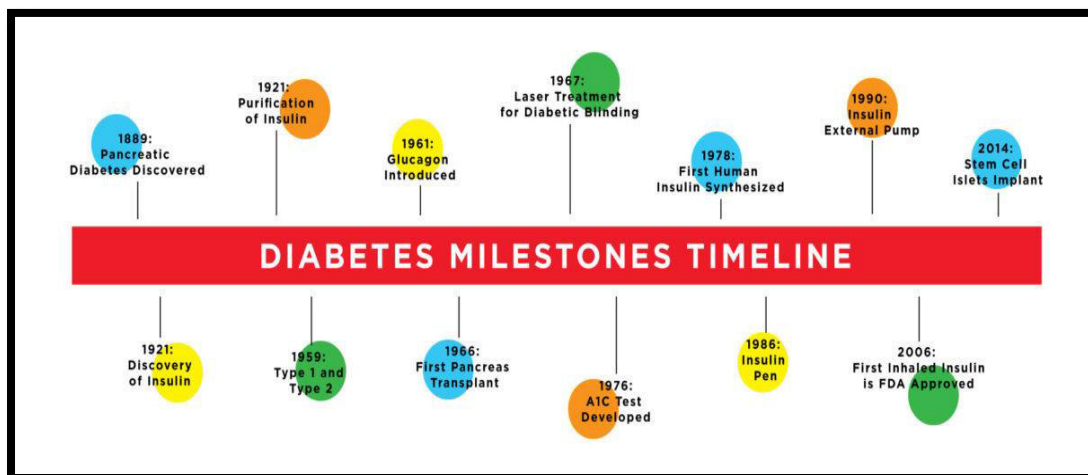 1889:
Pancreatic
Diabetes Discovered
1921:
Purification
of Insulin
1961:
Glucagon
Introduced
1967:
Laser Treatment
for Diabetic Blinding
1978:
First Human
Insulin Synthesized
1990:
Insulin
External Pump
2014:
Stem Cell
Islets Implant
DIABETES MILESTONES TIMELINE
1921:
Discovery
of Insulin
1959:
Type 1 and
Type 2
1966:
First Pancreas
Transplant
1976:
A1C Test
Developed
1986:
Insulin
Pen
2006:
First Inhaled Insulin
is FDA Approved